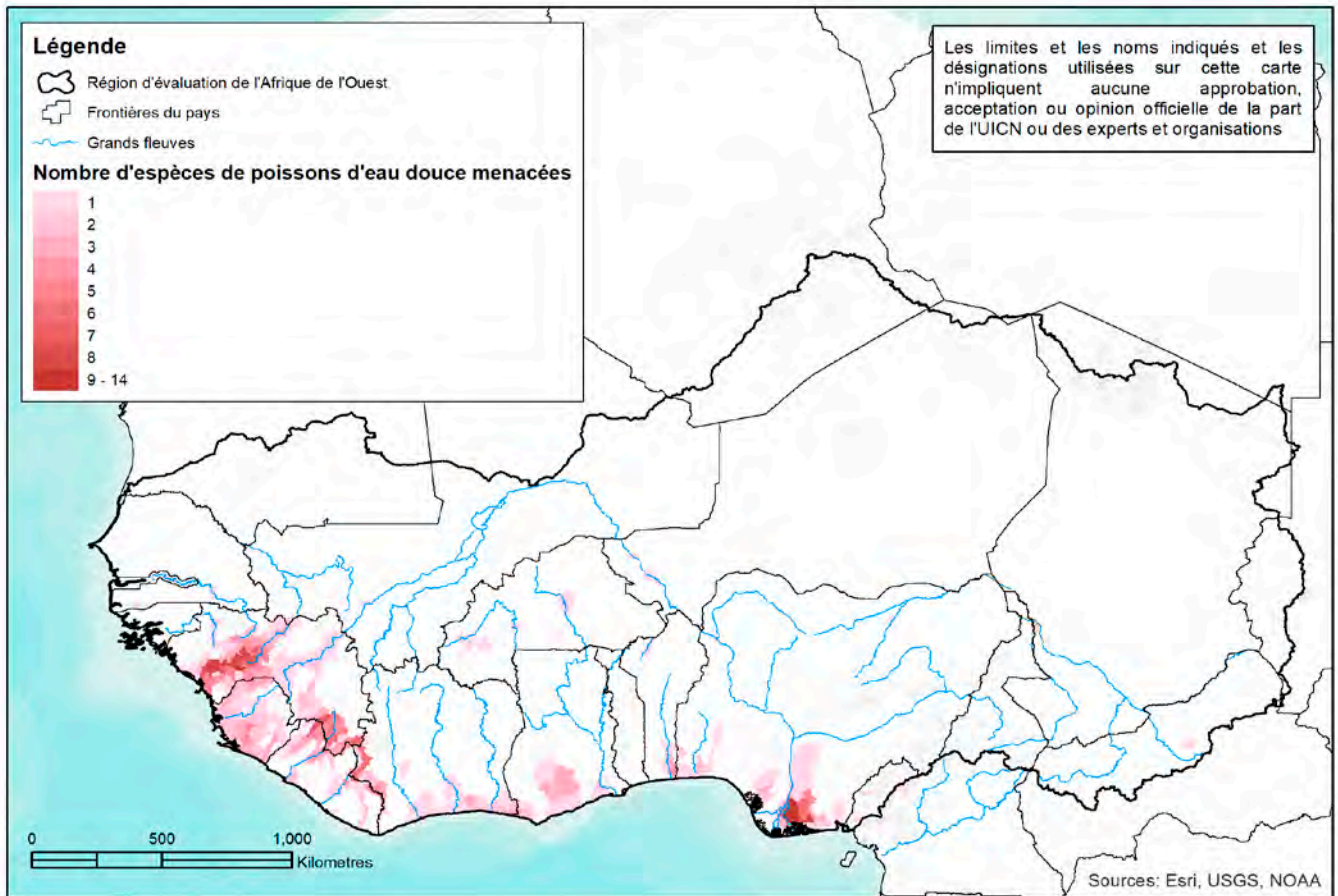 Légende
Région d'évaluation de l'Afrique de l'Ouest
Frontières du pays
Grands fleuves
Nombre d'espèces de poissons d'eau douce menacées
1
2
3
4
5
6
7
8
9 - 14
Les limites et les noms indiqués et les
désignations utilisées sur cette carte
n'impliquent aucune approbation,
acceptation ou opinion officielle de la part
de l'UICN ou des experts et organisations
0 500 1,000
Kilometres
Sources: Esri, USGS, NOAA